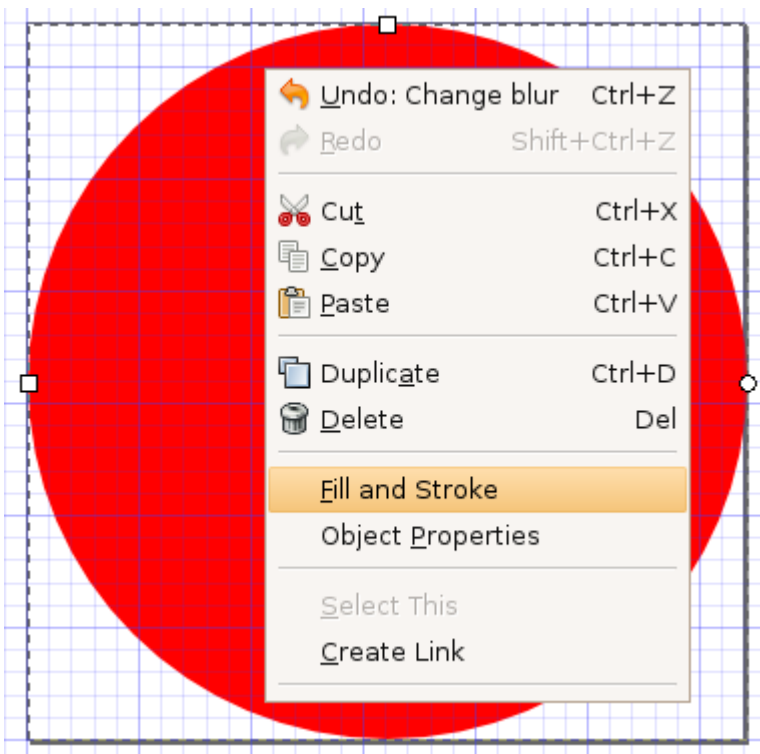 Undo: Change blur Ctrl+Z
Redo Shift+Ctrl+Z
Cut Ctrl+X
Copy Ctrl+C
Paste Ctrl+V
Duplicate Ctrl+D
Delete Del
Fill and Stroke
Object Properties
Select This
Create Link